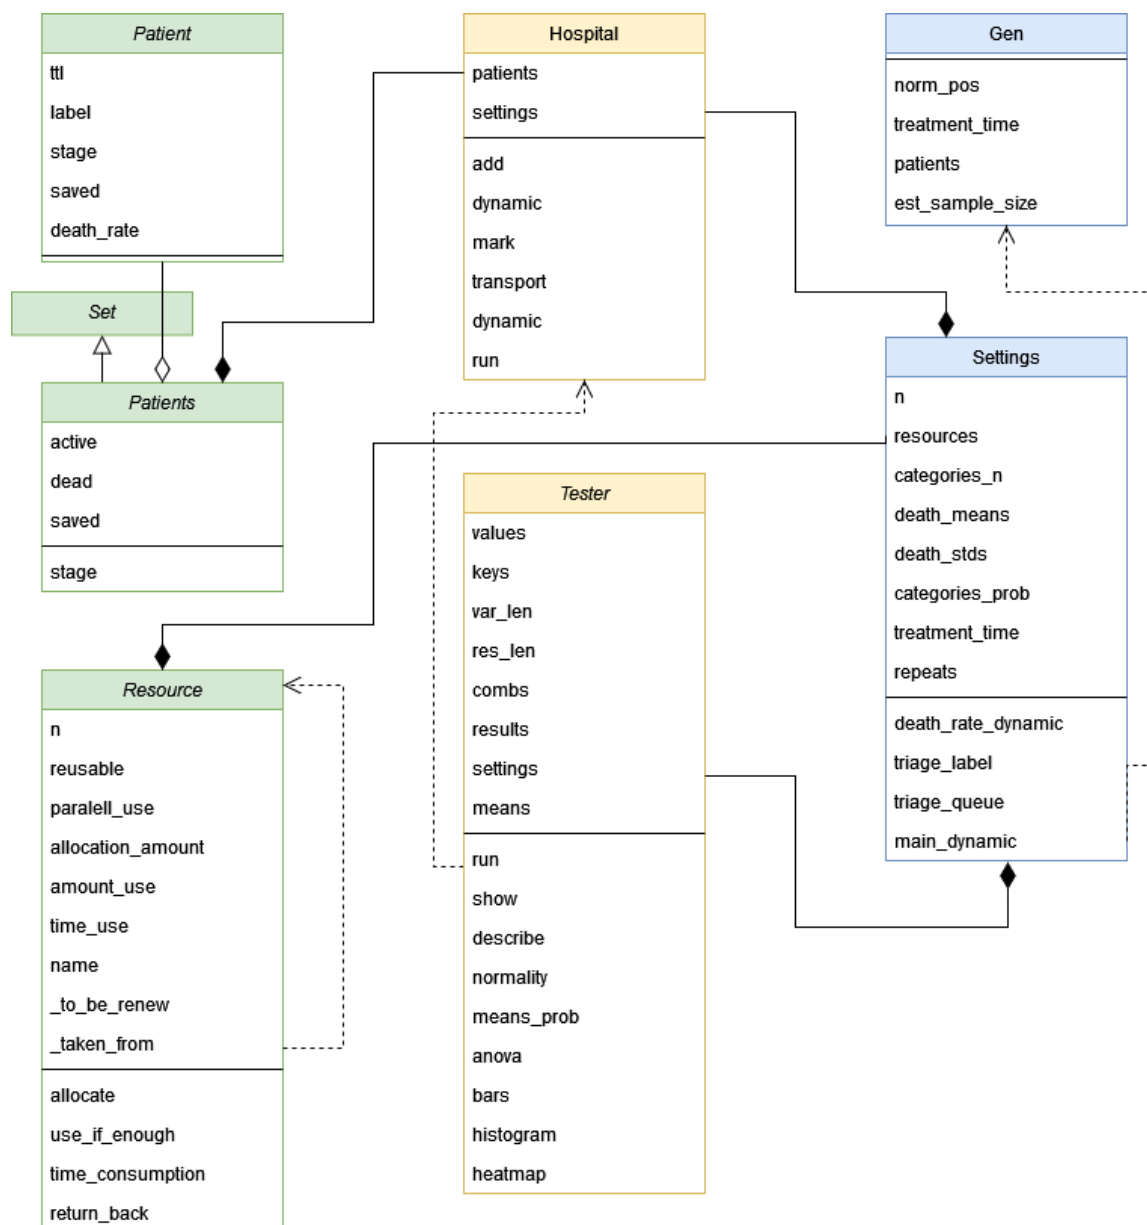 Patient
ttl
label
stage
saved
death_rate
Set
Patients
active
dead
saved
stage
Resource
n
reusable
paralell_use
allocation_amount
amount_use
time_use
name
_to_be_renew
_taken_from
allocate
use_if_enough
time_consumption
return_back
Hospital
patients
settings
add
dynamic
mark
transport
dynamic
run
Tester
values
keys
var_len
res_len
combs
results
settings
means
run
show
describe
normality
means_prob
anova
bars
histogram
heatmap
Gen
norm_pos
treatment_time
patients
est_sample_size
Settings
n
resources
categories_n
death_means
death_stds
categories_prob
treatment_time
repeats
death_rate_dynamic
triage_label
triage_queue
main_dynamic